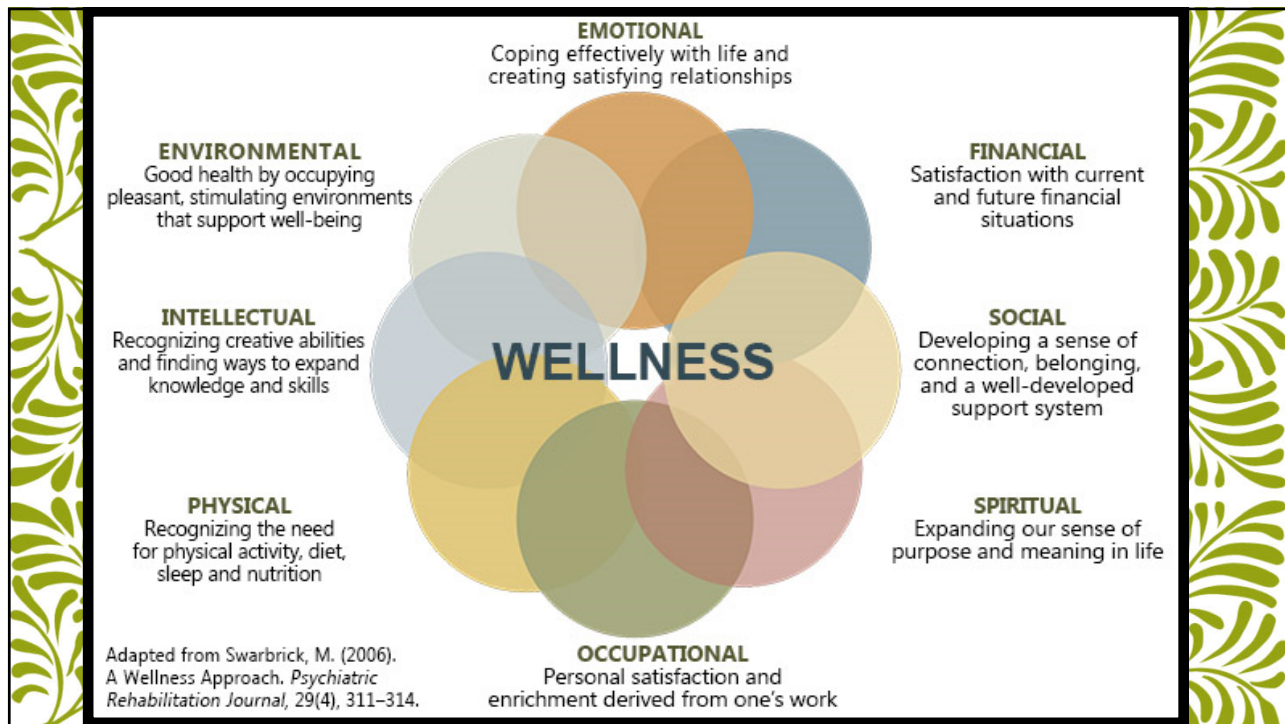 EMOTIONAL
Coping effectively with life and
creating satisfying relationships
ENVIRONMENTAL
Good health by occupying
pleasant, stimulating environments
that support well-being
FINANCIAL
Satisfaction with current
and future financial
situations
INTELLECTUAL
Recognizing creative abilities
and finding ways to expand
knowledge and skills
WELLNESS
SOCIAL
Developing a sense of
connection, belonging,
and a well-developed
support system
PHYSICAL
Recognizing the need
for physical activity, diet,
sleep and nutrition
SPIRITUAL
Expanding our sense of
purpose and meaning in life
OCCUPATIONAL
Personal satisfaction and
enrichment derived from one's work
Adapted from Swarbrick, M. (2006).
A Wellness Approach. Psychiatric
Rehabilitation Journal, 29(4), 311–314.